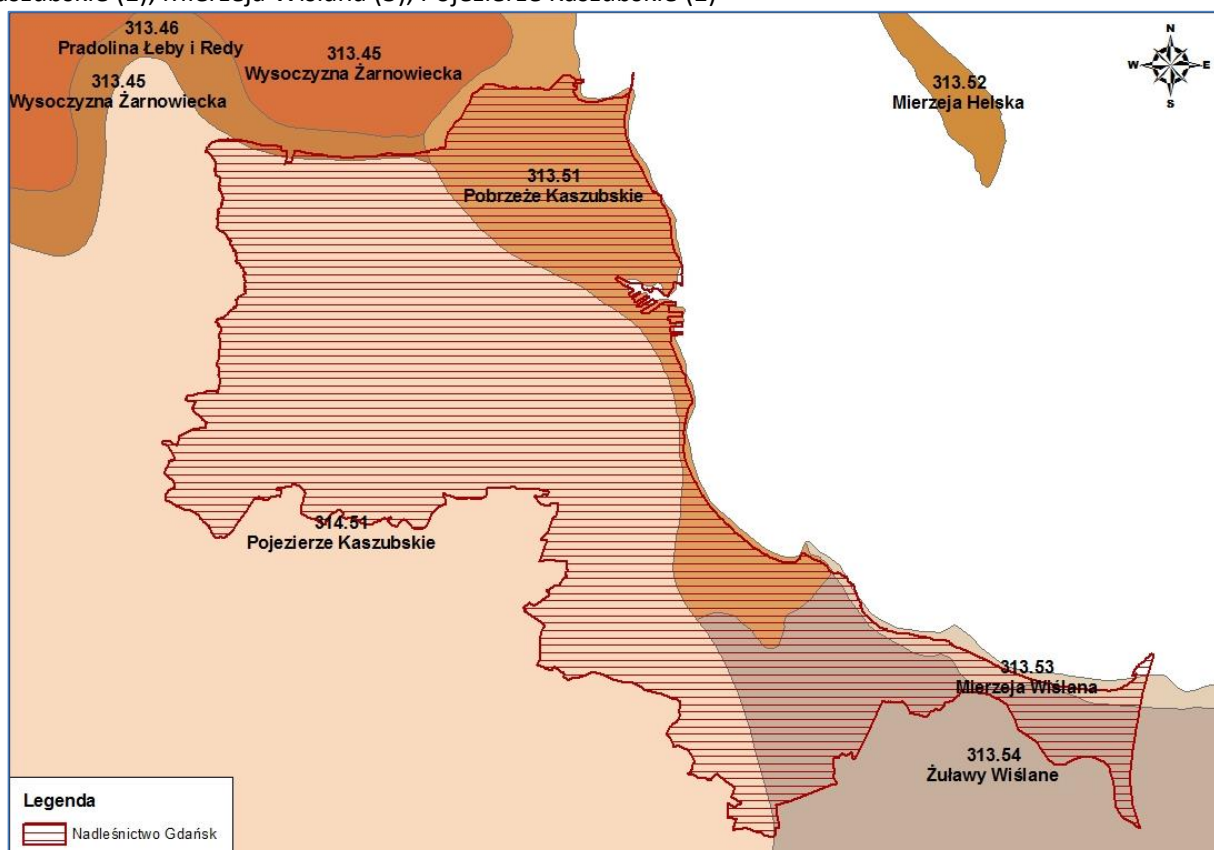 313.46
Pradolina Łeby i Redy
313.45
Wysoczyzna Żarnowiecka
313.45
Wysoczyzna Żarnowiecka
N
W
E
S
313.52
Mierzeja Helska
313.51
Pobrzeże Kaszubskie
314.51
Pojezierze Kaszubskie
313.53
Mierzeja Wiślana
313.54
Żuławy Wiślane
Legenda
Nadleśnictwo Gdańsk